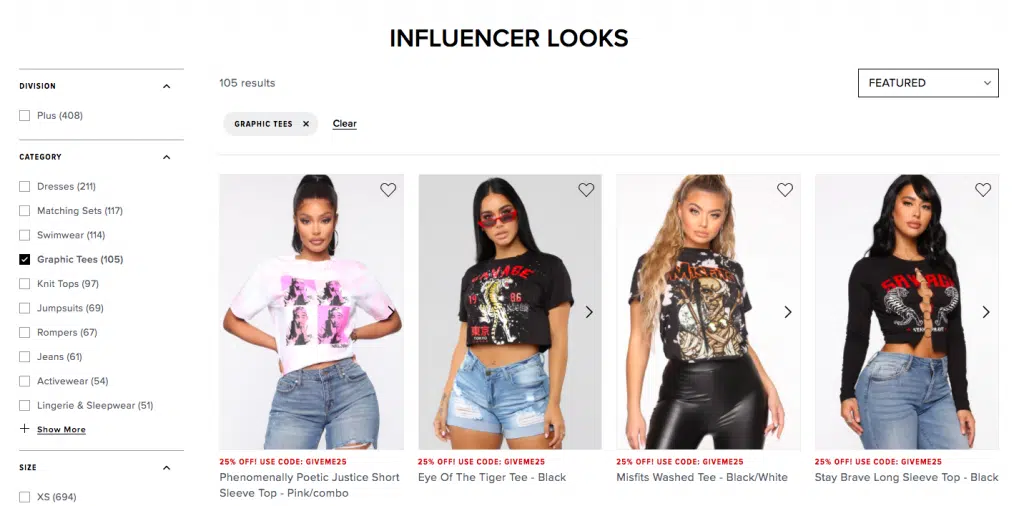 INFLUENCER LOOKS
DIVISION
Plus (408)
CATEGORY
Dresses (211)
Matching Sets (117)
Swimwear (114)
Graphic Tees (105)
Knit Tops (97)
Jumpsuits (69)
Rompers (67)
Jeans (61)
Activewear (54)
Lingerie & Sleepwear (51)
Show More
SIZE
XS (694)
105 results
FEATURED
GRAPHIC TEES
Clear
SAVAGE
19 86
東京
TOKYO
MISFITS
SAVAGE
25% OFF! USE CODE: GIVEME25
Phenomenally Poetic Justice Short
Sleeve Top - Pink/combo
25% OFF! USE CODE: GIVEME25
Eye Of The Tiger Tee - Black
25% OFF! USE CODE: GIVEME25
Misfits Washed Tee - Black/White
25% OFF! USE CODE: GIVEME25
Stay Brave Long Sleeve Top - Black